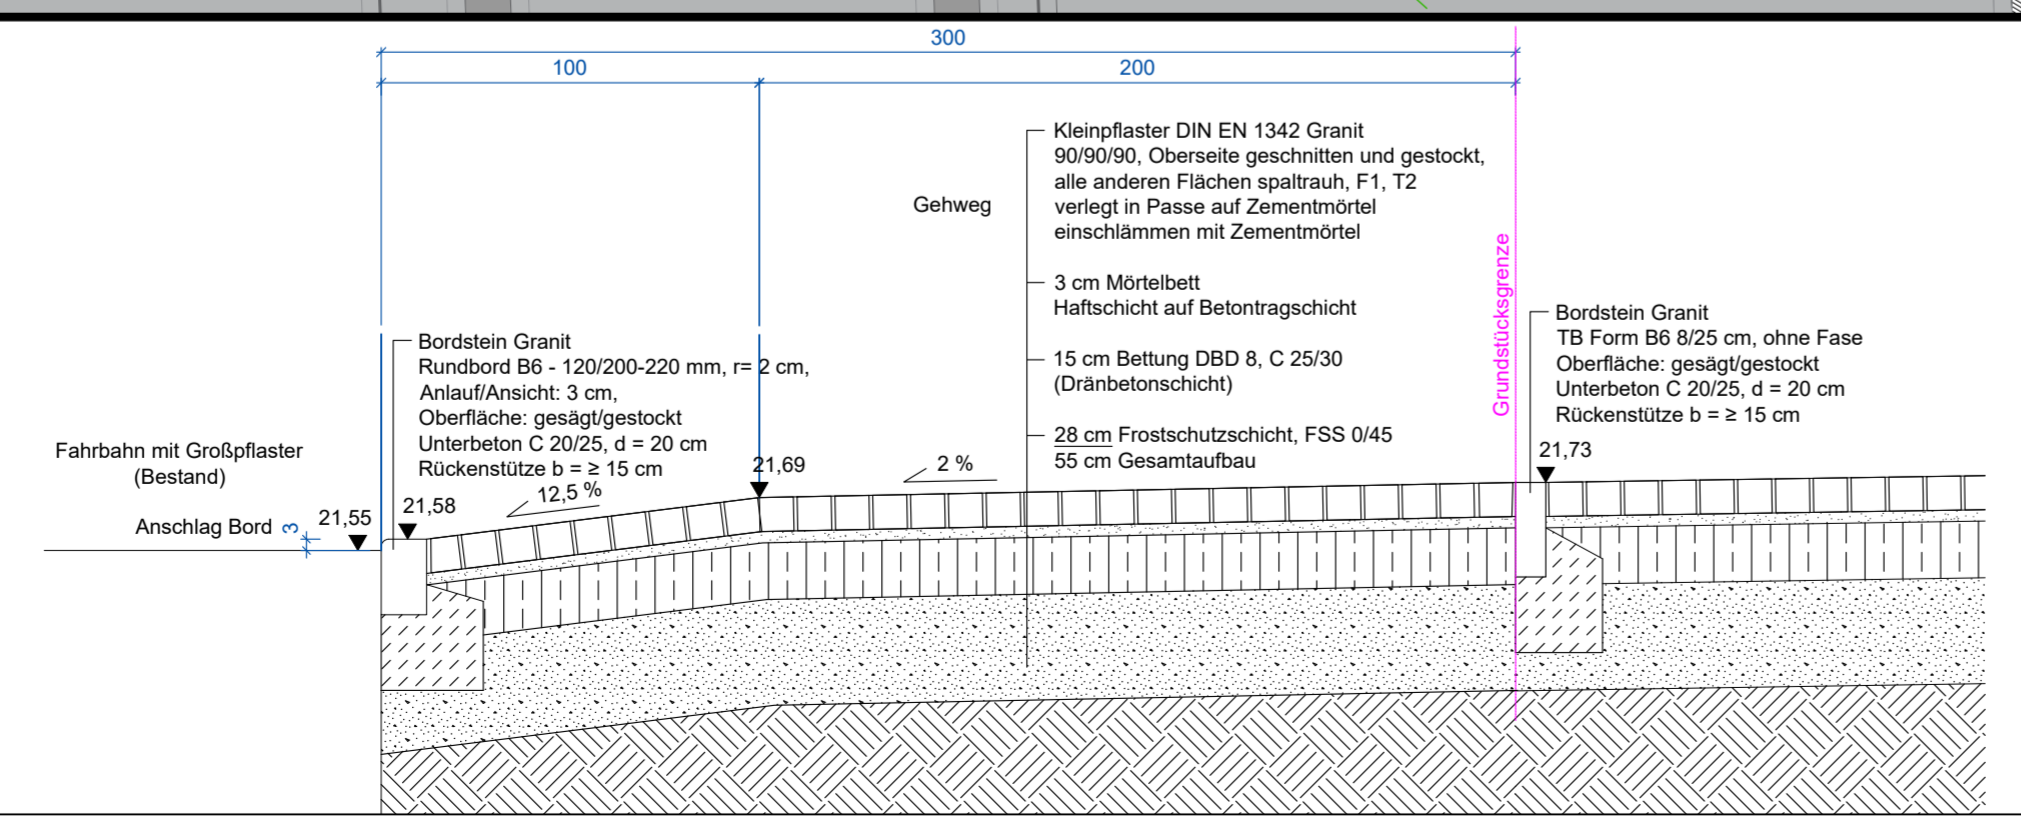 300
100
200
Kleinpflaster DIN EN 1342 Granit
90/90/90, Oberseite geschnitten und gestockt,
alle anderen Flächen spaltrauh, F1, T2
verlegt in Passe auf Zementmörtel
einschlämmen mit Zementmörtel
Gehweg
3 cm Mörtelbett
Haftschicht auf Betontragschicht
15 cm Bettung DBD 8, C 25/30
(Dränbetonschicht)
28 cm Frostschutzschicht, FSS 0/45
55 cm Gesamtaufbau
Grundstücksgrenze
Bordstein Granit
TB Form B6 8/25 cm, ohne Fase
Oberfläche: gesägt/gestockt
Unterbeton C 20/25, d = 20 cm
Rückenstütze b = ≥ 15 cm
21,73
Bordstein Granit
Rundbord B6 - 120/200-220 mm, r= 2 cm,
Anlauf/Ansicht: 3 cm,
Oberfläche: gesägt/gestockt
Unterbeton C 20/25, d = 20 cm
Rückenstütze b = ≥ 15 cm
21,69
2 %
12,5 %
Fahrbahn mit Großpflaster
(Bestand)
Anschlag Bord
3
21,55
21,58